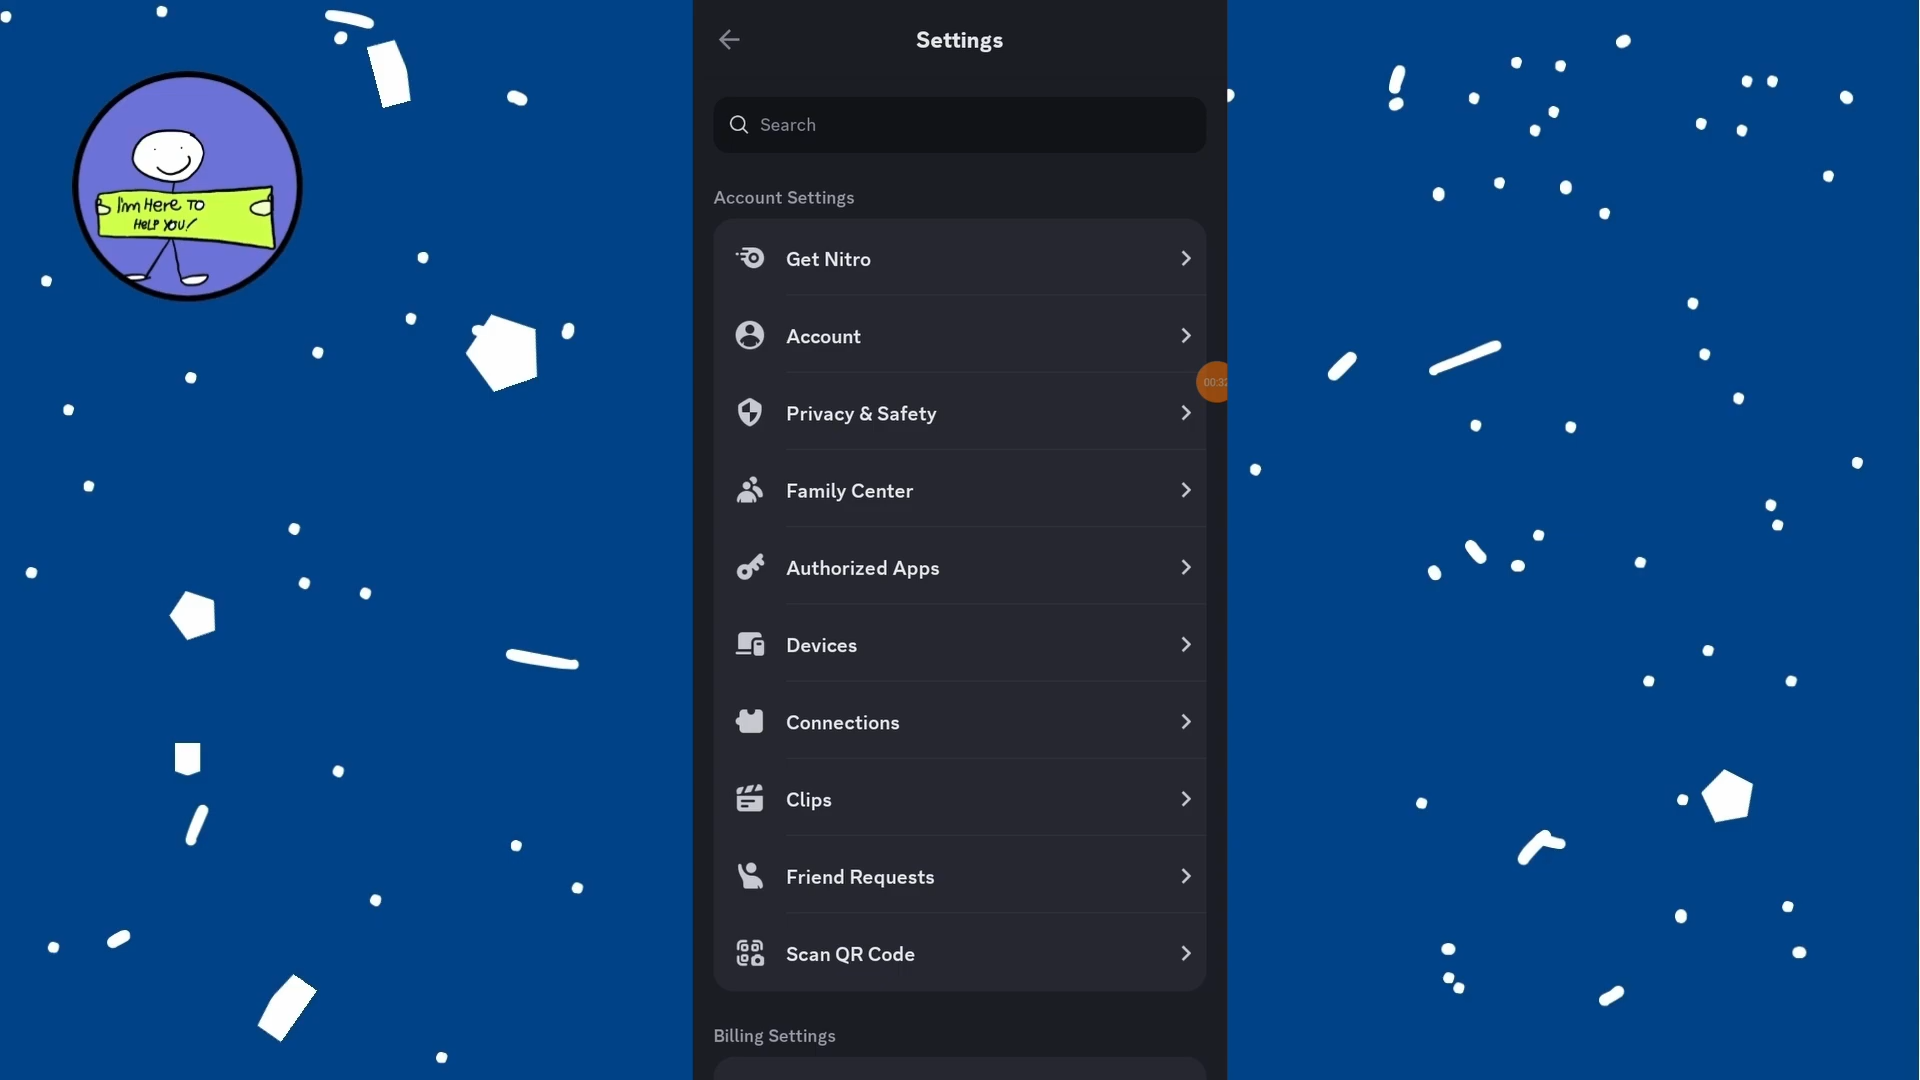 Settings
I'm HERE TO
HELP YOU!
Search
Account Settings
Get Nitro
Account
Privacy & Safety
Family Center
Authorized Apps
Devices
Connections
Clips
Friend Requests
Scan QR Code
Billing Settings